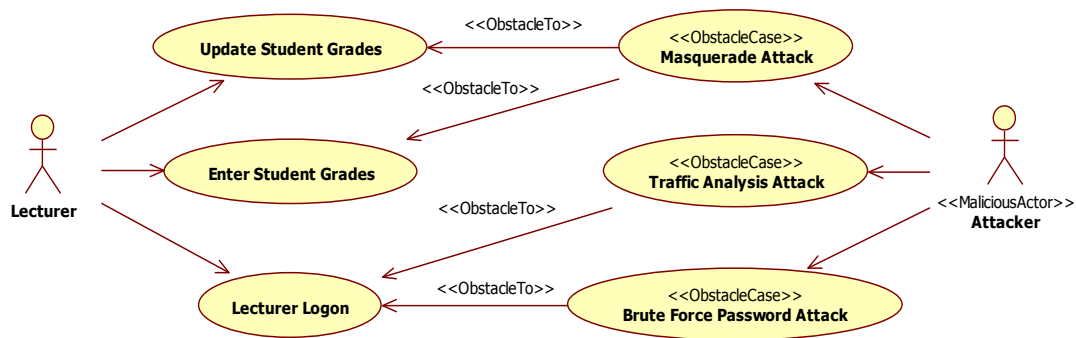 <<ObstacleTo>>
Update Student Grades
<<ObstacleCase>>
Masquerade Attack
<<ObstacleTo>>
Enter Student Grades
<<ObstacleCase>>
Traffic Analysis Attack
Lecturer
<<MaliciousActor>>
Attacker
<<ObstacleTo>>
Lecturer Logon
<<ObstacleTo>>
<<ObstacleCase>>
Brute Force Password Attack